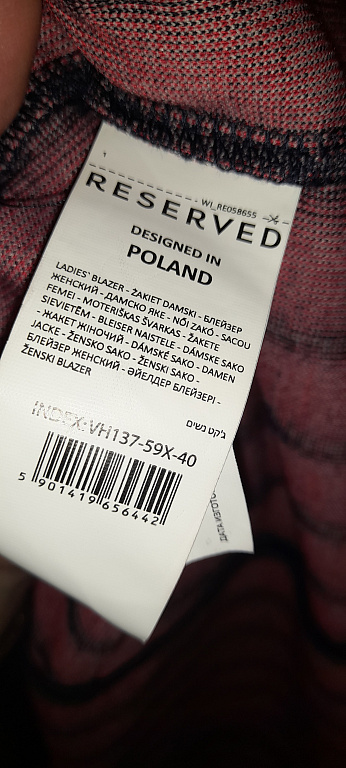 WI_RE058655
RESERVED
DESIGNED IN
POLAND
LADIES' BLAZER - ŻAKIET DAMSKI - БЛЕЙЗЕР
ЖЕНСКИЙ - ДАМСКО ЯКЕ - NŐI ZAKÓ - SACOU
FEMEI - MOTERIŠKAS ŠVARKAS - ŽAKETE
SIEVIETĒM - BLEISER NAISTELE - DÁMSKE SAKO
- ЖАКЕТ ЖІНОЧИЙ - DÁMSKÉ SAKO - DAMEN
JACKE - ŽENSKO SAKO - ŽENSKI SAKO -
БЛЕЙЗЕР ЖЕНСКИЙ - ӘЙЕЛДЕР БЛЕЙЗЕРІ -
ŽENSKI BLAZER
ג'קט נשים
INDEX:VH137-59X-40
5 901419 656442
ДАТА ИЗГОТО